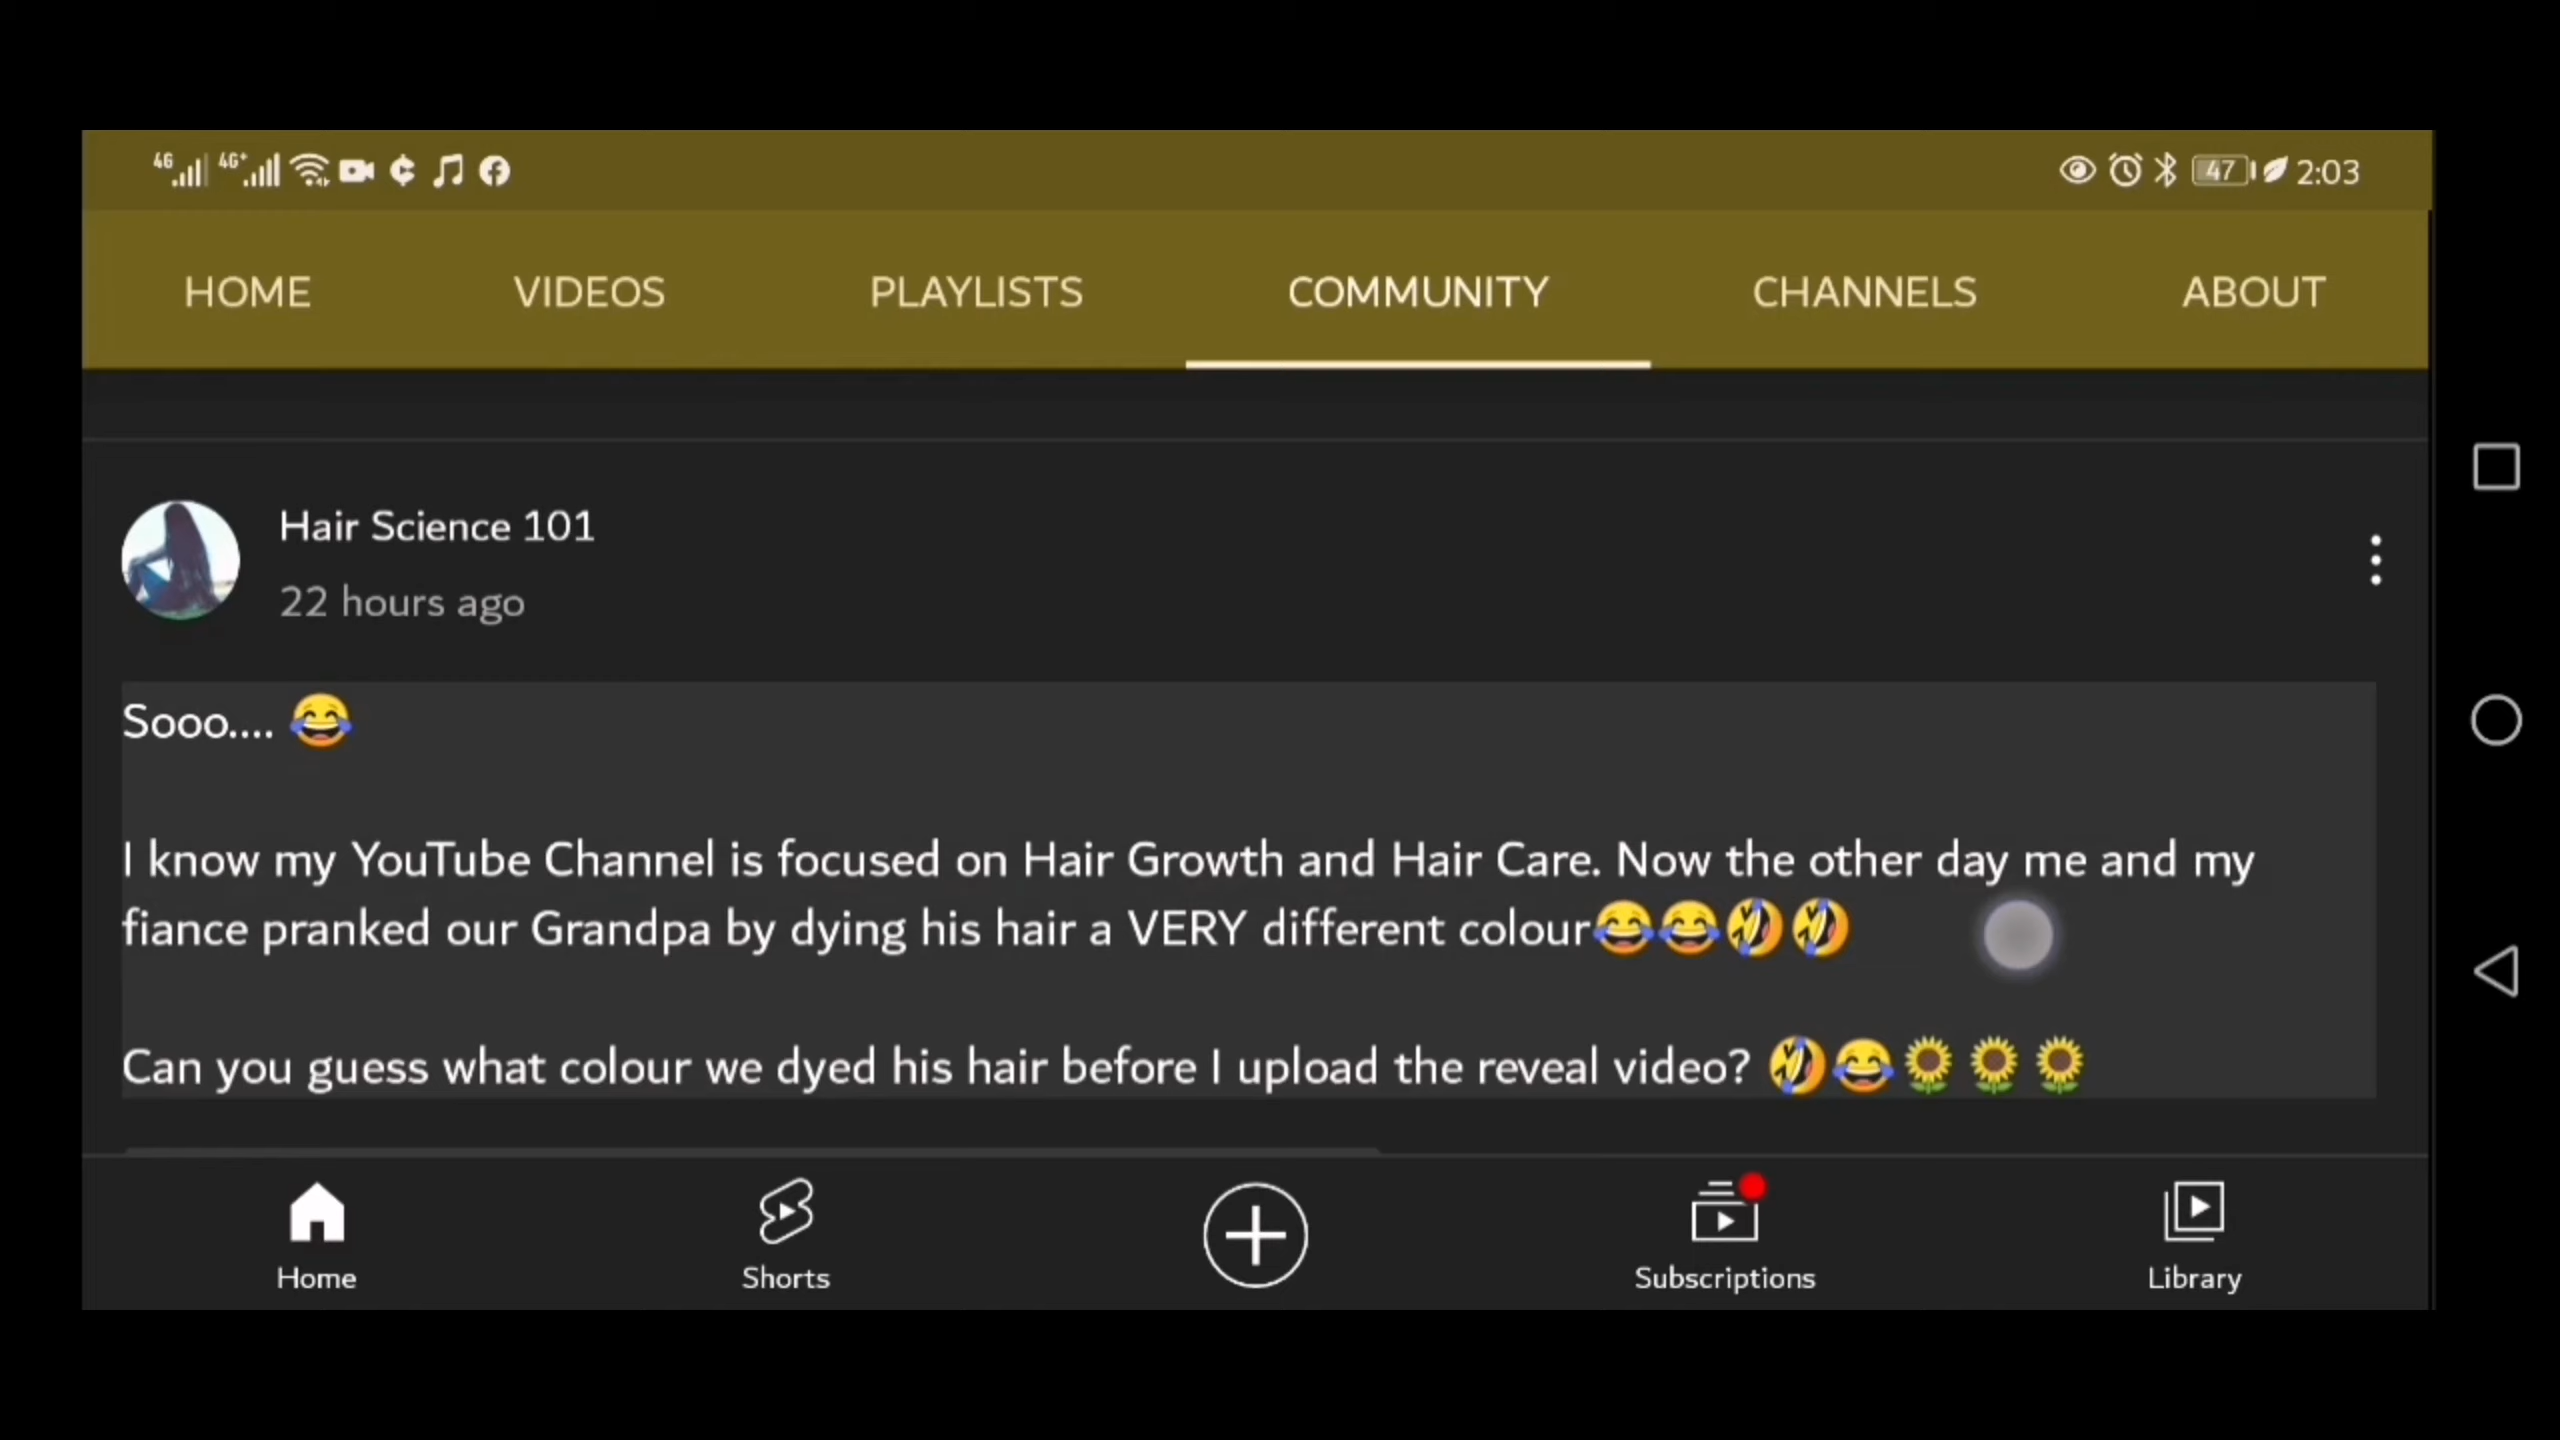 4G 4G+ 47 2:03
HOME VIDEOS PLAYLISTS COMMUNITY CHANNELS ABOUT
Hair Science 101
22 hours ago
Sooo.... 😂
I know my YouTube Channel is focused on Hair Growth and Hair Care. Now the other day me and my
fiance pranked our Grandpa by dying his hair a VERY different colour😂😂🤣🤣
Can you guess what colour we dyed his hair before I upload the reveal video? 🤣😂🌻🌻🌻
Home Shorts Subscriptions Library